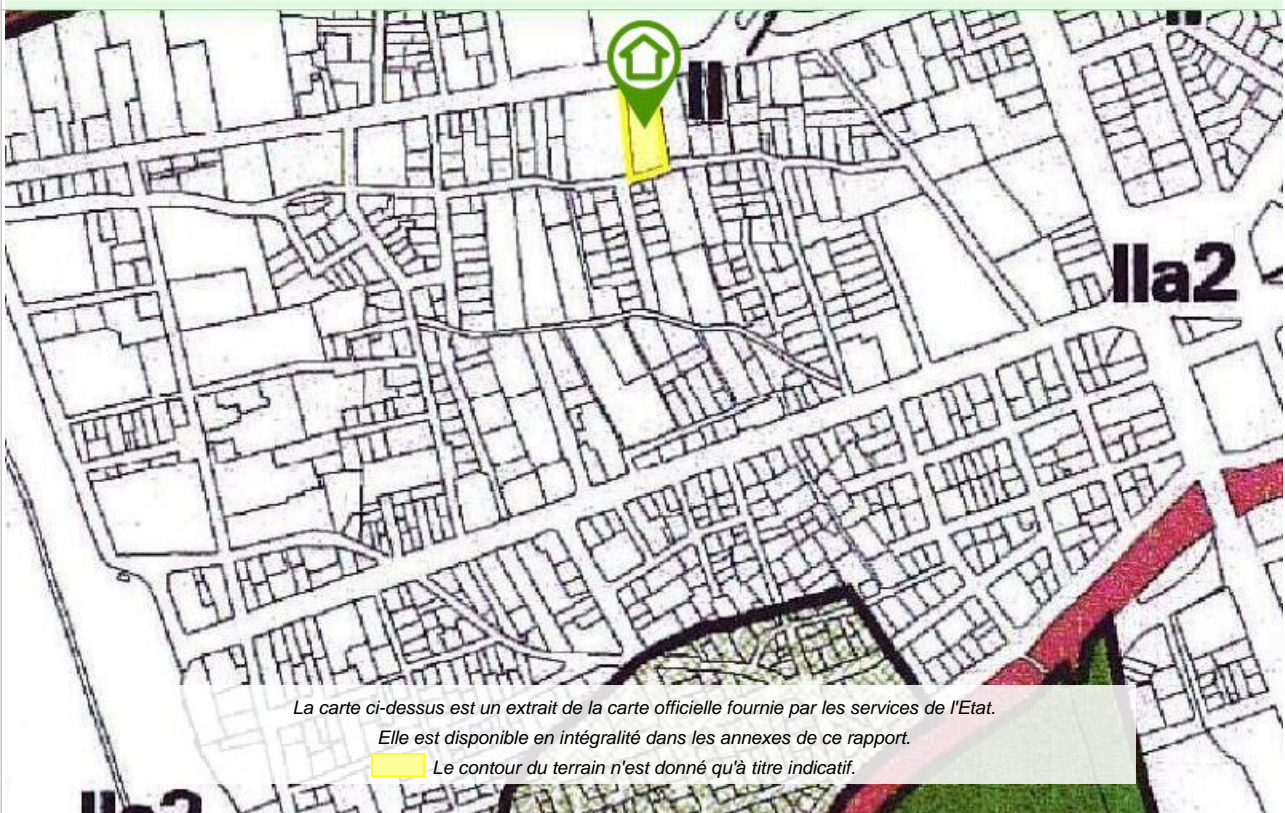 II
IIa2
La carte ci-dessus est un extrait de la carte officielle fournie par les services de l'Etat.
Elle est disponible en intégralité dans les annexes de ce rapport.
Le contour du terrain n'est donné qu'à titre indicatif.